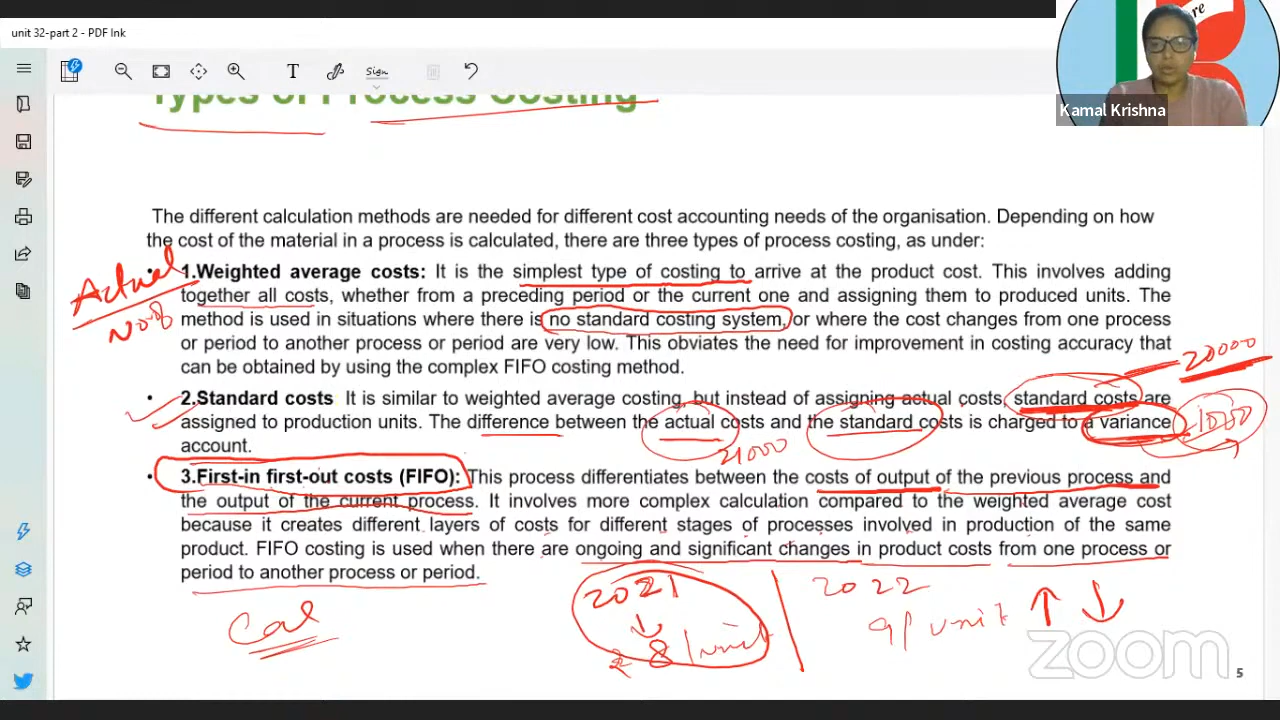 unit 32-part 2 - PDF Ink
Sign
Kamal Krishna
Types of Process Costing
The different calculation methods are needed for different cost accounting needs of the organisation. Depending on how
the cost of the material in a process is calculated, there are three types of process costing, as under:
• 1.Weighted average costs: It is the simplest type of costing to arrive at the product cost. This involves adding
together all costs, whether from a preceding period or the current one and assigning them to produced units. The
method is used in situations where there is no standard costing system, or where the cost changes from one process
or period to another process or period are very low. This obviates the need for improvement in costing accuracy that
can be obtained by using the complex FIFO costing method.
• 2.Standard costs It is similar to weighted average costing, but instead of assigning actual costs, standard costs are
assigned to production units. The difference between the actual costs and the standard costs is charged to a variance
account.
• 3.First-in first-out costs (FIFO): This process differentiates between the costs of output of the previous process and
the output of the current process. It involves more complex calculation compared to the weighted average cost
because it creates different layers of costs for different stages of processes involved in production of the same
product. FIFO costing is used when there are ongoing and significant changes in product costs from one process or
period to another process or period.
Actual
20000
1000
21000
2021
2022
₹ 8/unit
9/unit
Cal
zoom
5